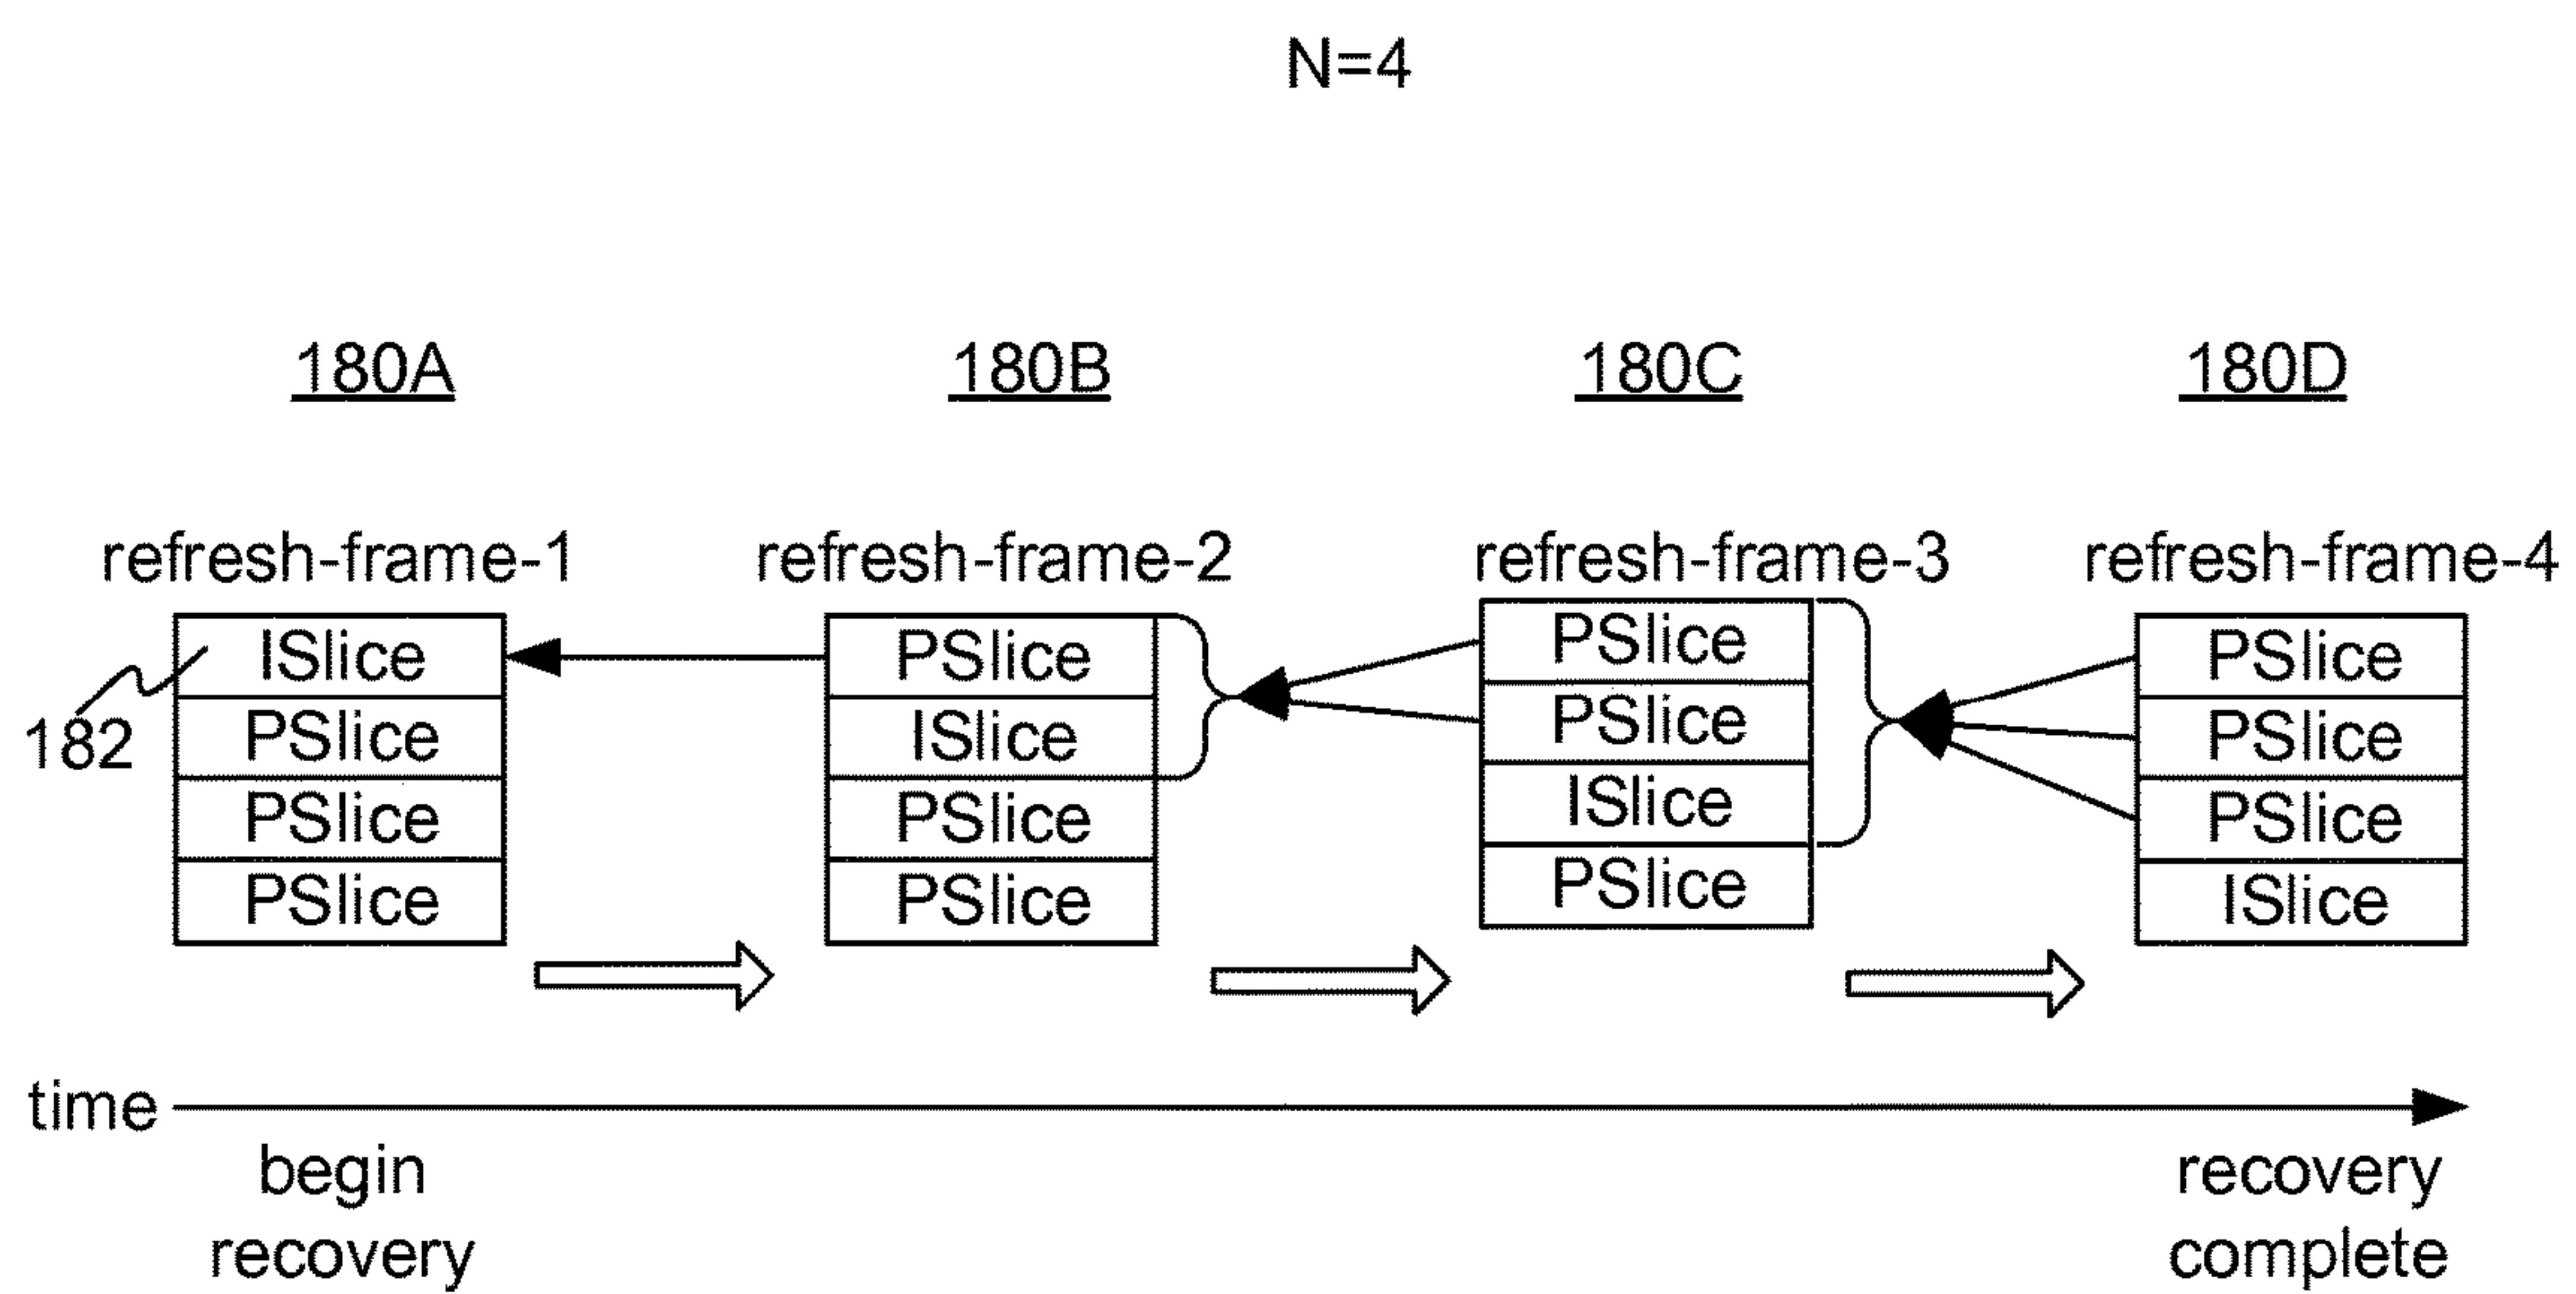 N=4
180A 180B 180C 180D
refresh-frame-1 refresh-frame-2 refresh-frame-3 refresh-frame-4
ISlice PSlice PSlice PSlice
182 PSlice ISlice PSlice PSlice
PSlice PSlice ISlice PSlice
PSlice PSlice PSlice ISlice
time
begin recovery
recovery complete